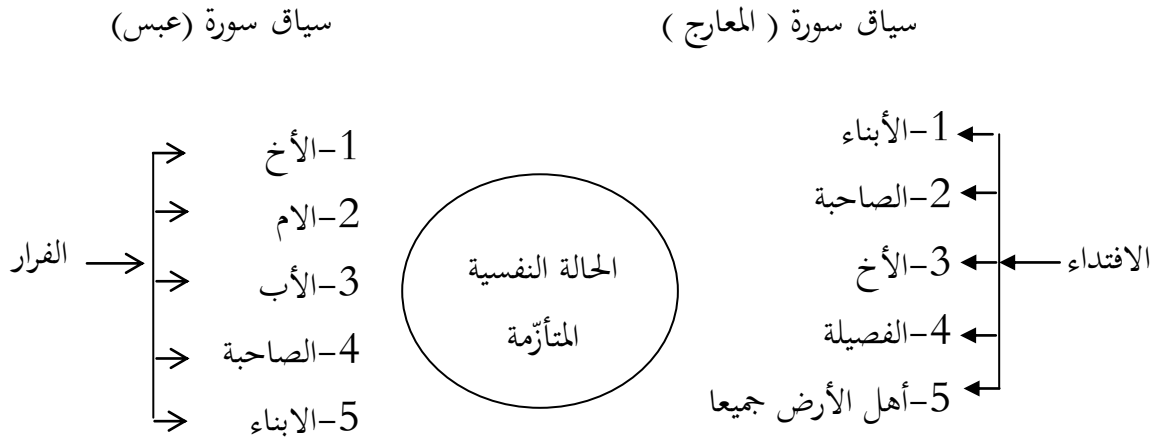 سياق سورة ( المعارج )
1-الأبناء
2-الصاحبة
3-الأخ
4-الفصيلة
5-أهل الأرض جميعا
الافتداء
الحالة النفسية
المتأزّمة
سياق سورة (عبس)
1-الأخ
2-الام
3-الأب
4-الصاحبة
5-الابناء
الفرار